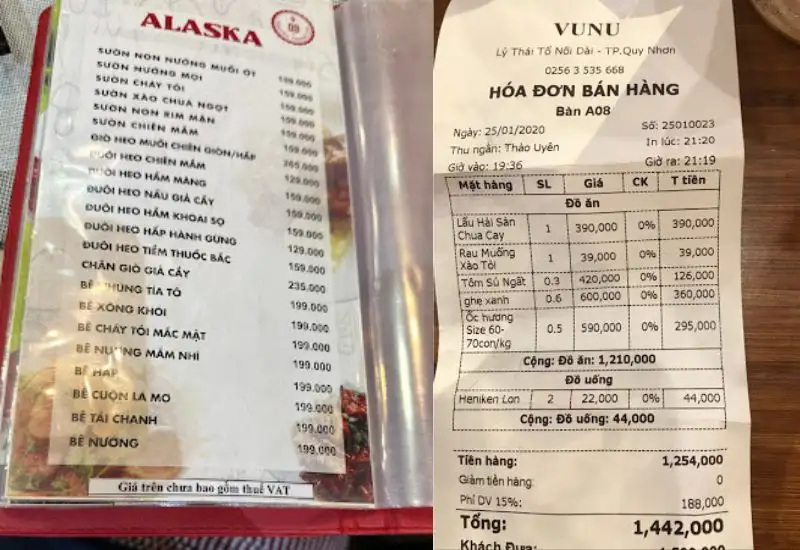 ALASKA
09
SƯỜN NON NƯỚNG MUỐI ỚT 199.000
SƯỜN NƯỚNG MỌI 159.000
SƯỜN CHÁY TỎI 159.000
SƯỜN XÀO CHUA NGỌT 159.000
SƯỜN NON RIM MẶN 159.000
SƯỜN CHIÊN MẮM 159.000
GIÒ HEO MUỐI CHIÊN GIÒN/HẤP 265.000
ĐUÔI HEO CHIÊN MẮM 129.000
ĐUÔI HEO HẦM MĂNG 159.000
ĐUÔI HEO NẤU GIẢ CẦY 159.000
ĐUÔI HEO HẦM KHOAI SỌ 159.000
ĐUÔI HEO HẤP HÀNH GỪNG 129.000
ĐUÔI HEO TIỀM THUỐC BẮC 159.000
CHÂN GIÒ GIẢ CẦY 235.000
BÊ NHÚNG TÍA TÔ 199.000
BÊ XÔNG KHÓI 199.000
BÊ CHÁY TỎI MẮC MẬT 199.000
BÊ NƯỚNG MẮM NHĨ 199.000
BÊ HẤP 199.000
BÊ CUỘN LÁ MƠ 199.000
BÊ TÁI CHANH 199.000
BÊ NƯỚNG 199.000
Giá trên chưa bao gồm thuế VAT
VUNU
Lý Thái Tổ Nối Dài - TP.Quy Nhơn
0256 3 535 668
HÓA ĐƠN BÁN HÀNG
Bàn A08
Ngày: 25/01/2020 Số: 25010023
Thu ngân: Thảo Uyên In lúc: 21:20
Giờ vào: 19:36 Giờ ra: 21:19
Mặt hàng SL Giá CK T tiền
Đồ ăn
Lẩu Hải Sản
Chua Cay 1 390,000 0% 390,000
Rau Muống
Xào Tỏi 1 39,000 0% 39,000
Tôm Sú Ngất 0.3 420,000 0% 126,000
ghẹ xanh 0.6 600,000 0% 360,000
Ốc hương
Size 60-
70con/kg 0.5 590,000 0% 295,000
Cộng: Đồ ăn: 1,210,000
Đồ uống
Heniken Lon 2 22,000 0% 44,000
Cộng: Đồ uống: 44,000
Tiền hàng: 1,254,000
Giảm tiền hàng: 0
Phí DV 15%: 188,000
Tổng: 1,442,000
Khách Đưa: